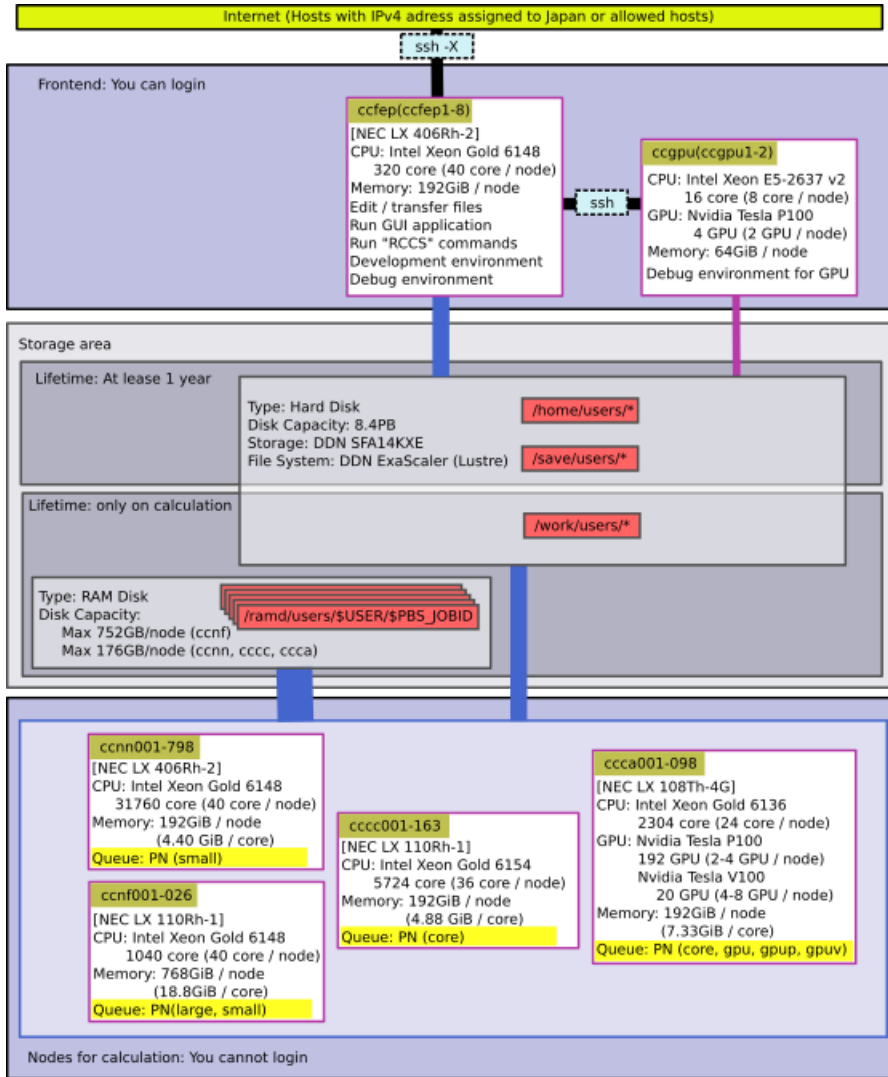 Internet (Hosts with IPv4 adress assigned to Japan or allowed hosts)
ssh -X
Frontend: You can login
ccfep(ccfep1-8)
[NEC LX 406Rh-2]
CPU: Intel Xeon Gold 6148
320 core (40 core / node)
Memory: 192GiB / node
Edit / transfer files
Run GUI application
Run "RCCS" commands
Development environment
Debug environment
ssh
ccgpu(ccgpu1-2)
CPU: Intel Xeon E5-2637 v2
16 core (8 core / node)
GPU: Nvidia Tesla P100
4 GPU (2 GPU / node)
Memory: 64GiB / node
Debug environment for GPU
Storage area
Lifetime: At lease 1 year
Type: Hard Disk
Disk Capacity: 8.4PB
Storage: DDN SFA14KXE
File System: DDN ExaScaler (Lustre)
/home/users/*
/save/users/*
Lifetime: only on calculation
/work/users/*
Type: RAM Disk
Disk Capacity:
Max 752GB/node (ccnf)
Max 176GB/node (ccnn, cccc, ccca)
/ramd/users/$USER/$PBS_JOBID
ccnn001-798
[NEC LX 406Rh-2]
CPU: Intel Xeon Gold 6148
31760 core (40 core / node)
Memory: 192GiB / node
(4.40 GiB / core)
Queue: PN (small)
ccnf001-026
[NEC LX 110Rh-1]
CPU: Intel Xeon Gold 6148
1040 core (40 core / node)
Memory: 768GiB / node
(18.8GiB / core)
Queue: PN(large, small)
cccc001-163
[NEC LX 110Rh-1]
CPU: Intel Xeon Gold 6154
5724 core (36 core / node)
Memory: 192GiB / node
(4.88 GiB / core)
Queue: PN (core)
ccca001-098
[NEC LX 108Th-4G]
CPU: Intel Xeon Gold 6136
2304 core (24 core / node)
GPU: Nvidia Tesla P100
192 GPU (2-4 GPU / node)
Nvidia Tesla V100
20 GPU (4-8 GPU / node)
Memory: 192GiB / node
(7.33GiB / core)
Queue: PN (core, gpu, gpup, gpuv)
Nodes for calculation: You cannot login